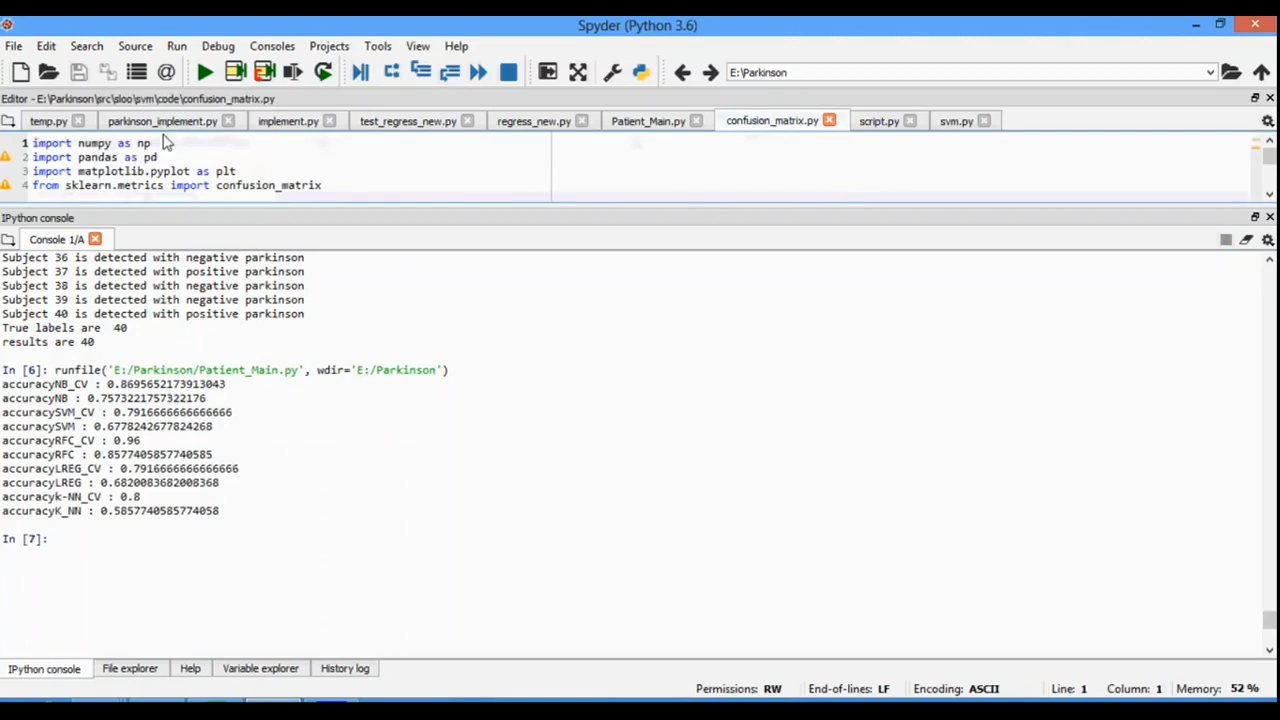 Spyder (Python 3.6)
File Edit Search Source Run Debug Consoles Projects Tools View Help
E:\Parkinson
Editor - E:\Parkinson\src\sloo\svm\code\confusion_matrix.py
temp.py parkinson_implement.py implement.py test_regress_new.py regress_new.py Patient_Main.py confusion_matrix.py script.py svm.py
1 import numpy as np
2 import pandas as pd
3 import matplotlib.pyplot as plt
4 from sklearn.metrics import confusion_matrix
IPython console
Console 1/A
Subject 36 is detected with negative parkinson
Subject 37 is detected with positive parkinson
Subject 38 is detected with negative parkinson
Subject 39 is detected with negative parkinson
Subject 40 is detected with positive parkinson
True labels are  40
results are 40
In [6]: runfile('E:/Parkinson/Patient_Main.py', wdir='E:/Parkinson')
accuracyNB_CV : 0.8695652173913043
accuracyNB : 0.7573221757322176
accuracySVM_CV : 0.7916666666666666
accuracySVM : 0.6778242677824268
accuracyRFC_CV : 0.96
accuracyRFC : 0.8577405857740585
accuracyLREG_CV : 0.7916666666666666
accuracyLREG : 0.6820083682008368
accuracyk-NN_CV : 0.8
accuracyK_NN : 0.5857740585774058
In [7]:
IPython console File explorer Help Variable explorer History log
Permissions: RW End-of-lines: LF Encoding: ASCII Line: 1 Column: 1 Memory: 52 %